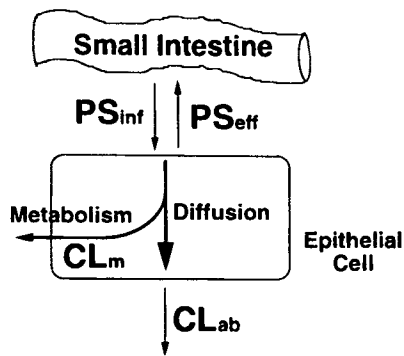 Small Intestine
PSinf
PSeff
Metabolism
Diffusion
CLm
Epithelial
Cell
CLab